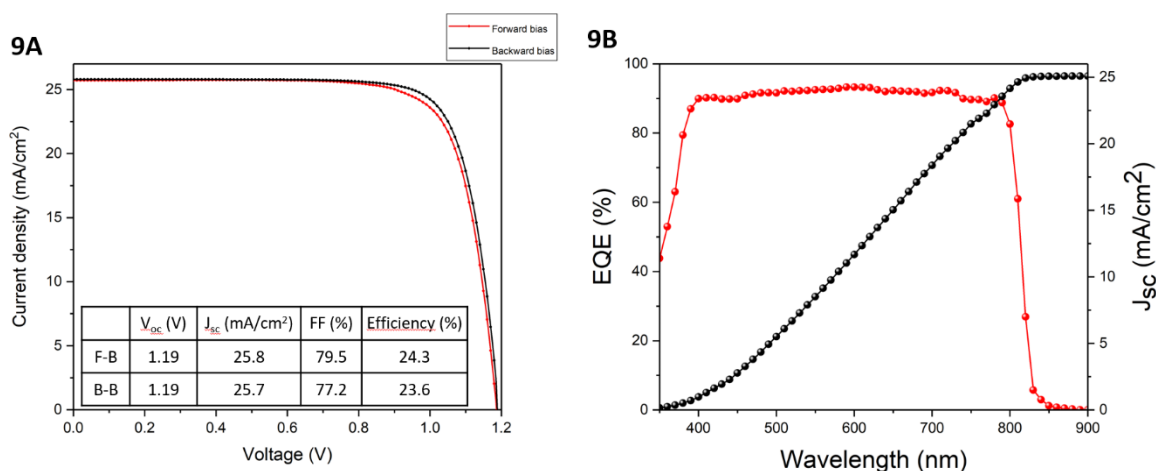 9A
Forward bias
Backward bias
Current density (mA/cm2)
25
20
15
10
5
0
0.0 0.2 0.4 0.6 0.8 1.0 1.2
Voltage (V)
Voc (V) Jsc (mA/cm2) FF (%) Efficiency (%)
F-B 1.19 25.8 79.5 24.3
B-B 1.19 25.7 77.2 23.6
9B
EQE (%)
100
80
60
40
20
0
400 500 600 700 800 900
Wavelength (nm)
25
20
15
10
5
0
Jsc (mA/cm2)